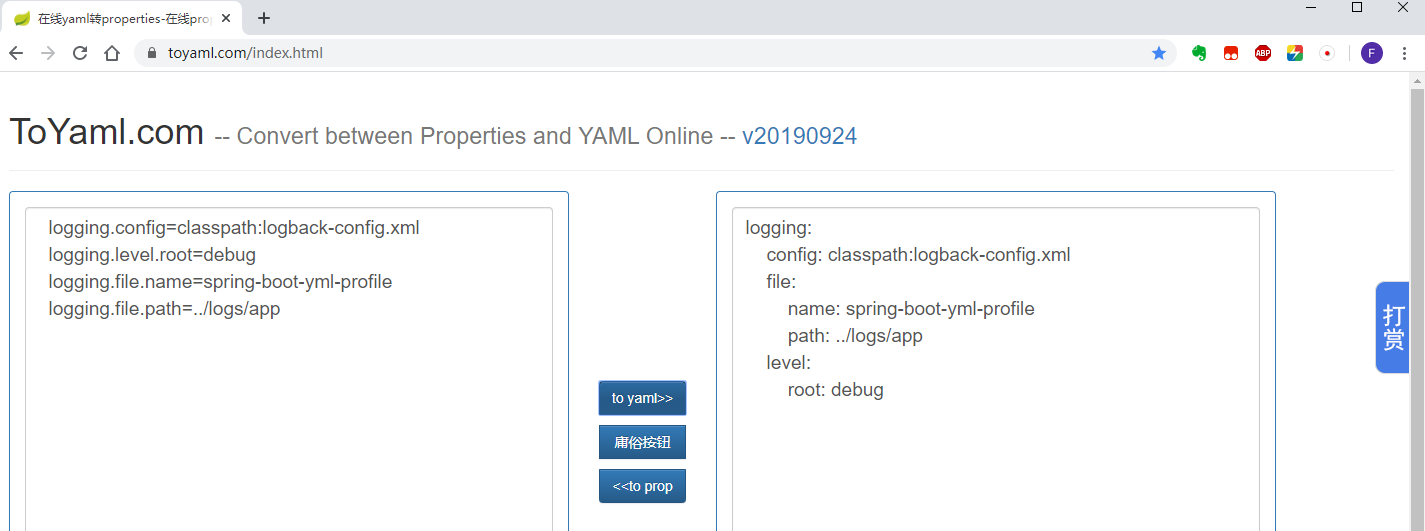 在线yaml转properties-在线pro
toyaml.com/index.html
ABP
F
ToYaml.com -- Convert between Properties and YAML Online -- v20190924
logging.config=classpath:logback-config.xml
logging.level.root=debug
logging.file.name=spring-boot-yml-profile
logging.file.path=../logs/app
to yaml>>
庸俗按钮
<<to prop
logging:
config: classpath:logback-config.xml
file:
name: spring-boot-yml-profile
path: ../logs/app
level:
root: debug
打
赏